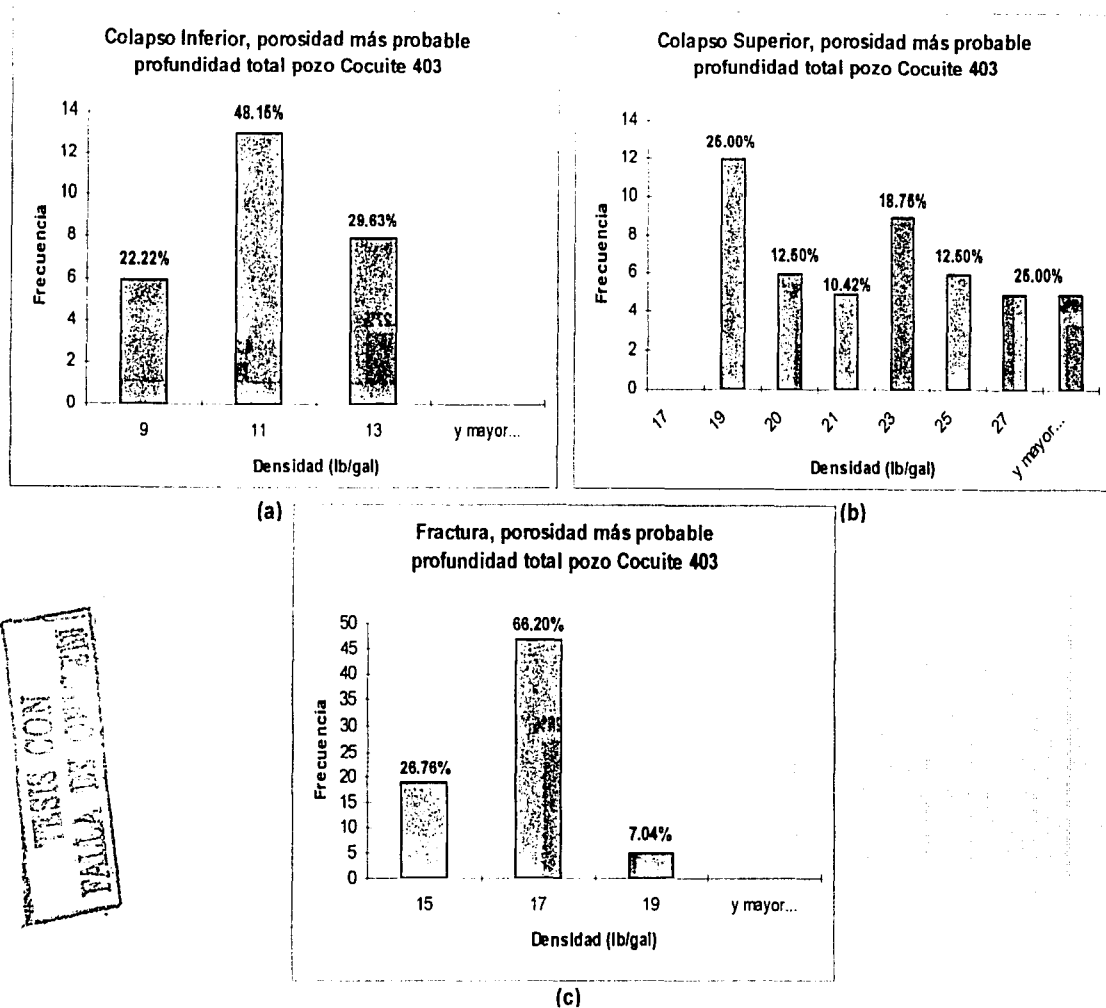 Colapso Inferior, porosidad más probable
profundidad total pozo Cocuite 403
14
12
10
8
6
4
2
0
Frecuencia
22.22%
48.15%
29.63%
9
11
13
y mayor...
Densidad (lb/gal)
(a)
Colapso Superior, porosidad más probable
profundidad total pozo Cocuite 403
14
12
10
8
6
4
2
0
Frecuencia
25.00%
12.50%
10.42%
18.75%
12.50%
25.00%
17
19
20
21
23
25
27
y mayor...
Densidad (lb/gal)
(b)
Fractura, porosidad más probable
profundidad total pozo Cocuite 403
50
45
40
35
30
25
20
15
10
5
0
Frecuencia
26.76%
66.20%
7.04%
15
17
19
y mayor...
Densidad (lb/gal)
(c)
TESIS CON
FALLA DE